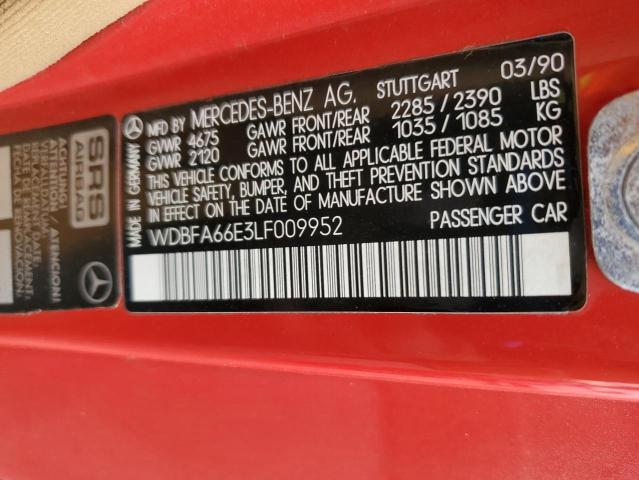 MFD BY MERCEDES-BENZ AG. STUTTGART 03/90
GVWR 4675 GAWR FRONT/REAR 2285/2390 LBS
GVWR 2120 GAWR FRONT/REAR 1035/1085 KG
THIS VEHICLE CONFORMS TO ALL APPLICABLE FEDERAL MOTOR
VEHICLE SAFETY, BUMPER, AND THEFT PREVENTION STANDARDS
IN EFFECT ON THE DATE OF MANUFACTURE SHOWN ABOVE
WDBFA66E3LF009952 PASSENGER CAR
MADE IN GERMANY
SRS
AIRBAG
ACHTUNG
ATENCION!